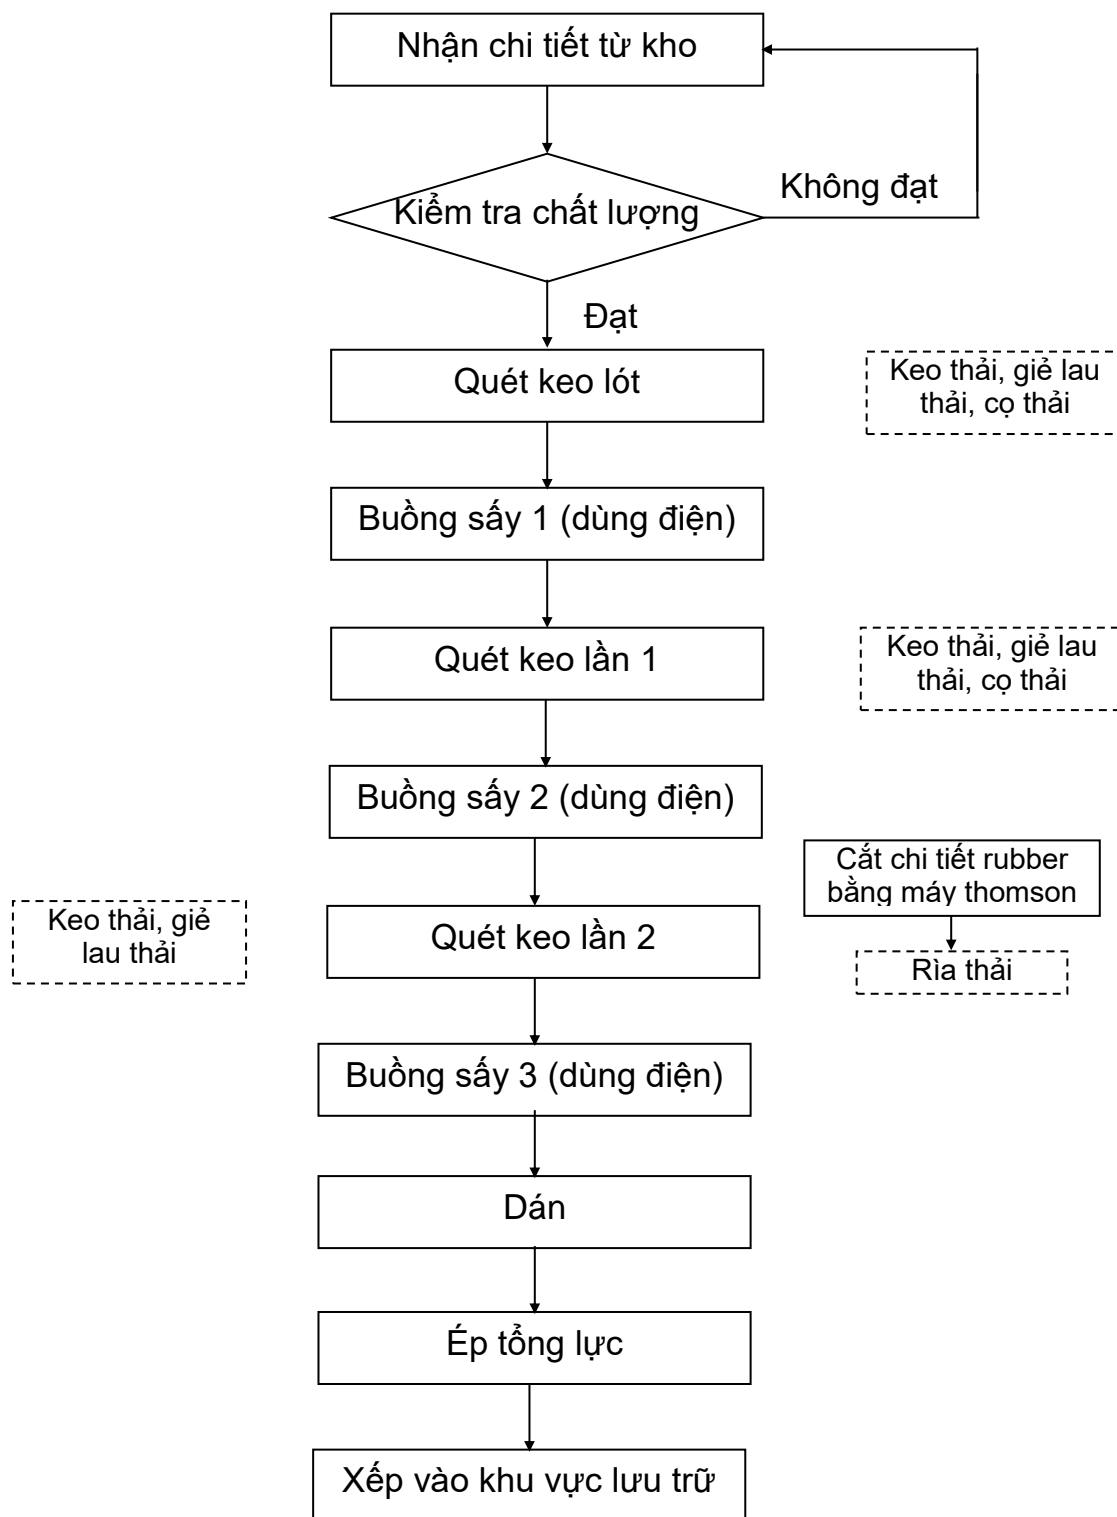 Nhận chi tiết từ kho
Không đạt
Kiểm tra chất lượng
Đạt
Quét keo lót
Keo thải, giẻ lau
thải, cọ thải
Buồng sấy 1 (dùng điện)
Quét keo lần 1
Keo thải, giẻ lau
thải, cọ thải
Buồng sấy 2 (dùng điện)
Cắt chi tiết rubber
bằng máy thomson
Keo thải, giẻ
lau thải
Quét keo lần 2
Rìa thải
Buồng sấy 3 (dùng điện)
Dán
Ép tổng lực
Xếp vào khu vực lưu trữ